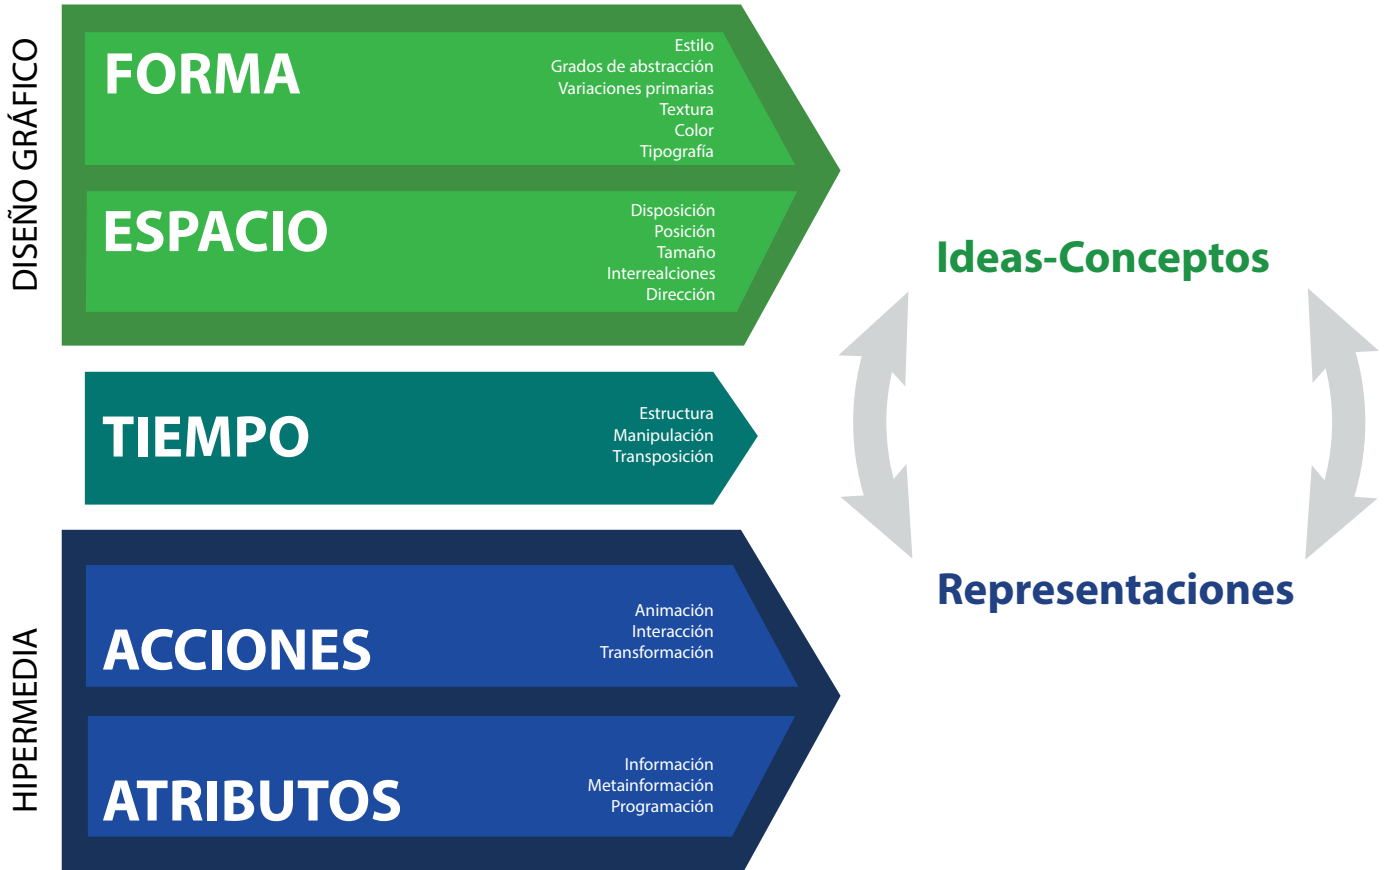 DISEÑO GRÁFICO
FORMA
Estilo
Grados de abstracción
Variaciones primarias
Textura
Color
Tipografía
ESPACIO
Disposición
Posición
Tamaño
Interrealciones
Dirección
TIEMPO
Estructura
Manipulación
Transposición
HIPERMEDIA
ACCIONES
Animación
Interacción
Transformación
ATRIBUTOS
Información
Metainformación
Programación
Ideas-Conceptos
Representaciones